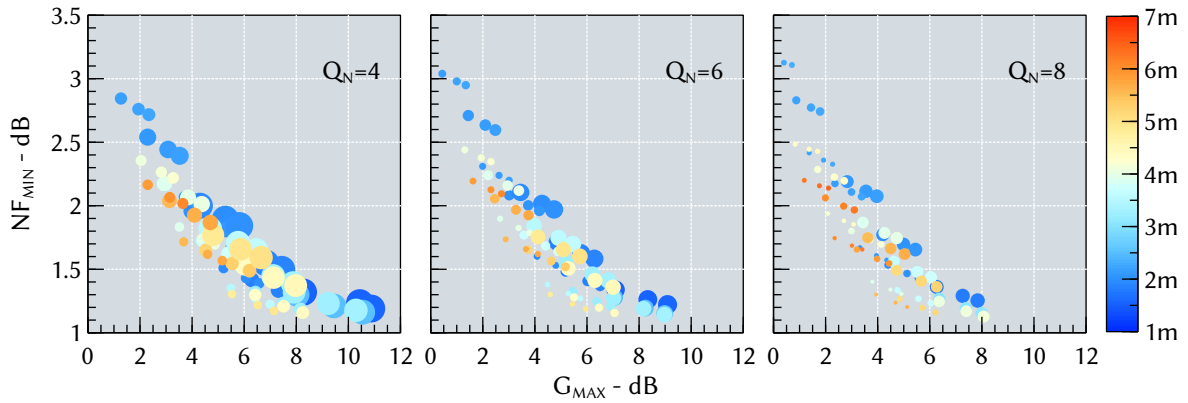 3.5
3
2.5
2
1.5
1
NF_MIN - dB
Q_N=4
Q_N=6
Q_N=8
0 2 4 6 8 10 12
0 2 4 6 8 10 12
0 2 4 6 8 10 12
G_MAX - dB
7m
6m
5m
4m
3m
2m
1m